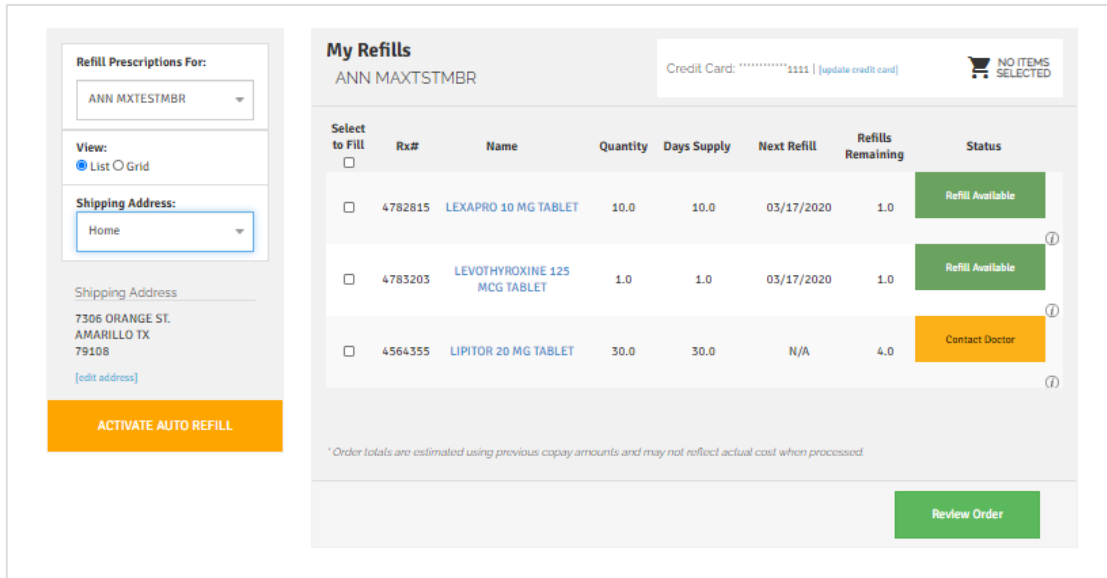 Refill Prescriptions For:
ANN MXTESTMBR
View:
List Grid
Shipping Address:
Home
Shipping Address
7306 ORANGE ST.
AMARILLO TX
79108
[edit address]
ACTIVATE AUTO REFILL
My Refills
ANN MAXTSTMBR
Credit Card: ************1111 | [update credit card]
NO ITEMS
SELECTED
Select
to Fill Rx# Name Quantity Days Supply Next Refill Refills
Remaining Status
4782815 LEXAPRO 10 MG TABLET 10.0 10.0 03/17/2020 1.0 Refill Available
i
4783203 LEVOTHYROXINE 125
MCG TABLET 1.0 1.0 03/17/2020 1.0 Refill Available
i
4564355 LIPITOR 20 MG TABLET 30.0 30.0 N/A 4.0 Contact Doctor
i
* Order totals are estimated using previous copay amounts and may not reflect actual cost when processed.
Review Order